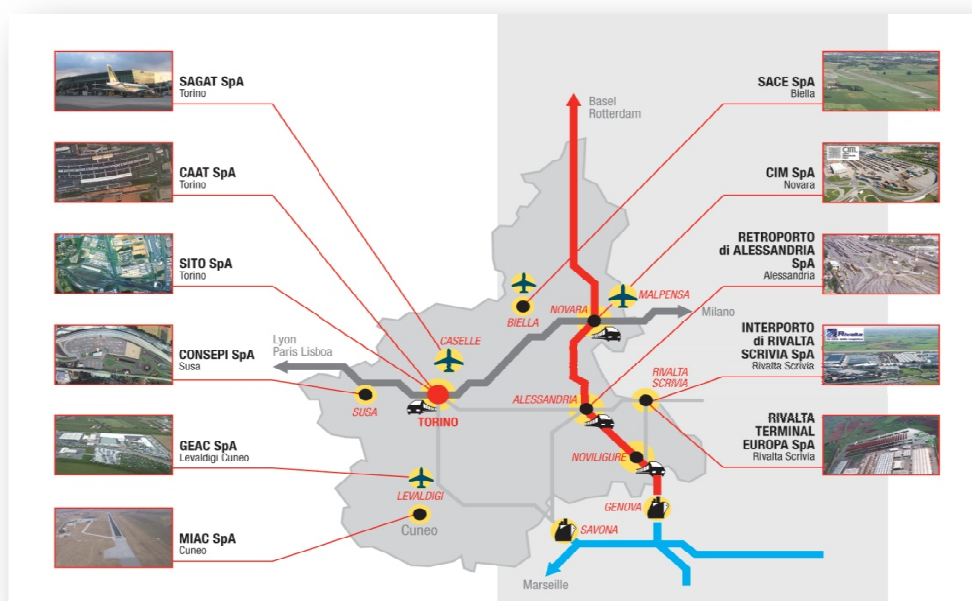 SAGAT SpA
Torino
CAAT SpA
Torino
SITO SpA
Torino
CONSEPI SpA
Susa
GEAC SpA
Levaldigi Cuneo
MIAC SpA
Cuneo
Basel
Rotterdam
Lyon
Paris Lisboa
Milano
MALPENSA
NOVARA
BIELLA
CASELLE
SUSA
TORINO
ALESSANDRIA
RIVALTA
SCRIVIA
NOVILIGURE
LEVALDIGI
Cuneo
GENOVA
SAVONA
Marseille
SACE SpA
Biella
CIM SpA
Novara
RETROPORTO
di ALESSANDRIA
SpA
Alessandria
INTERPORTO
di RIVALTA
SCRIVIA SpA
Rivalta Scrivia
RIVALTA
TERMINAL
EUROPA SpA
Rivalta Scrivia